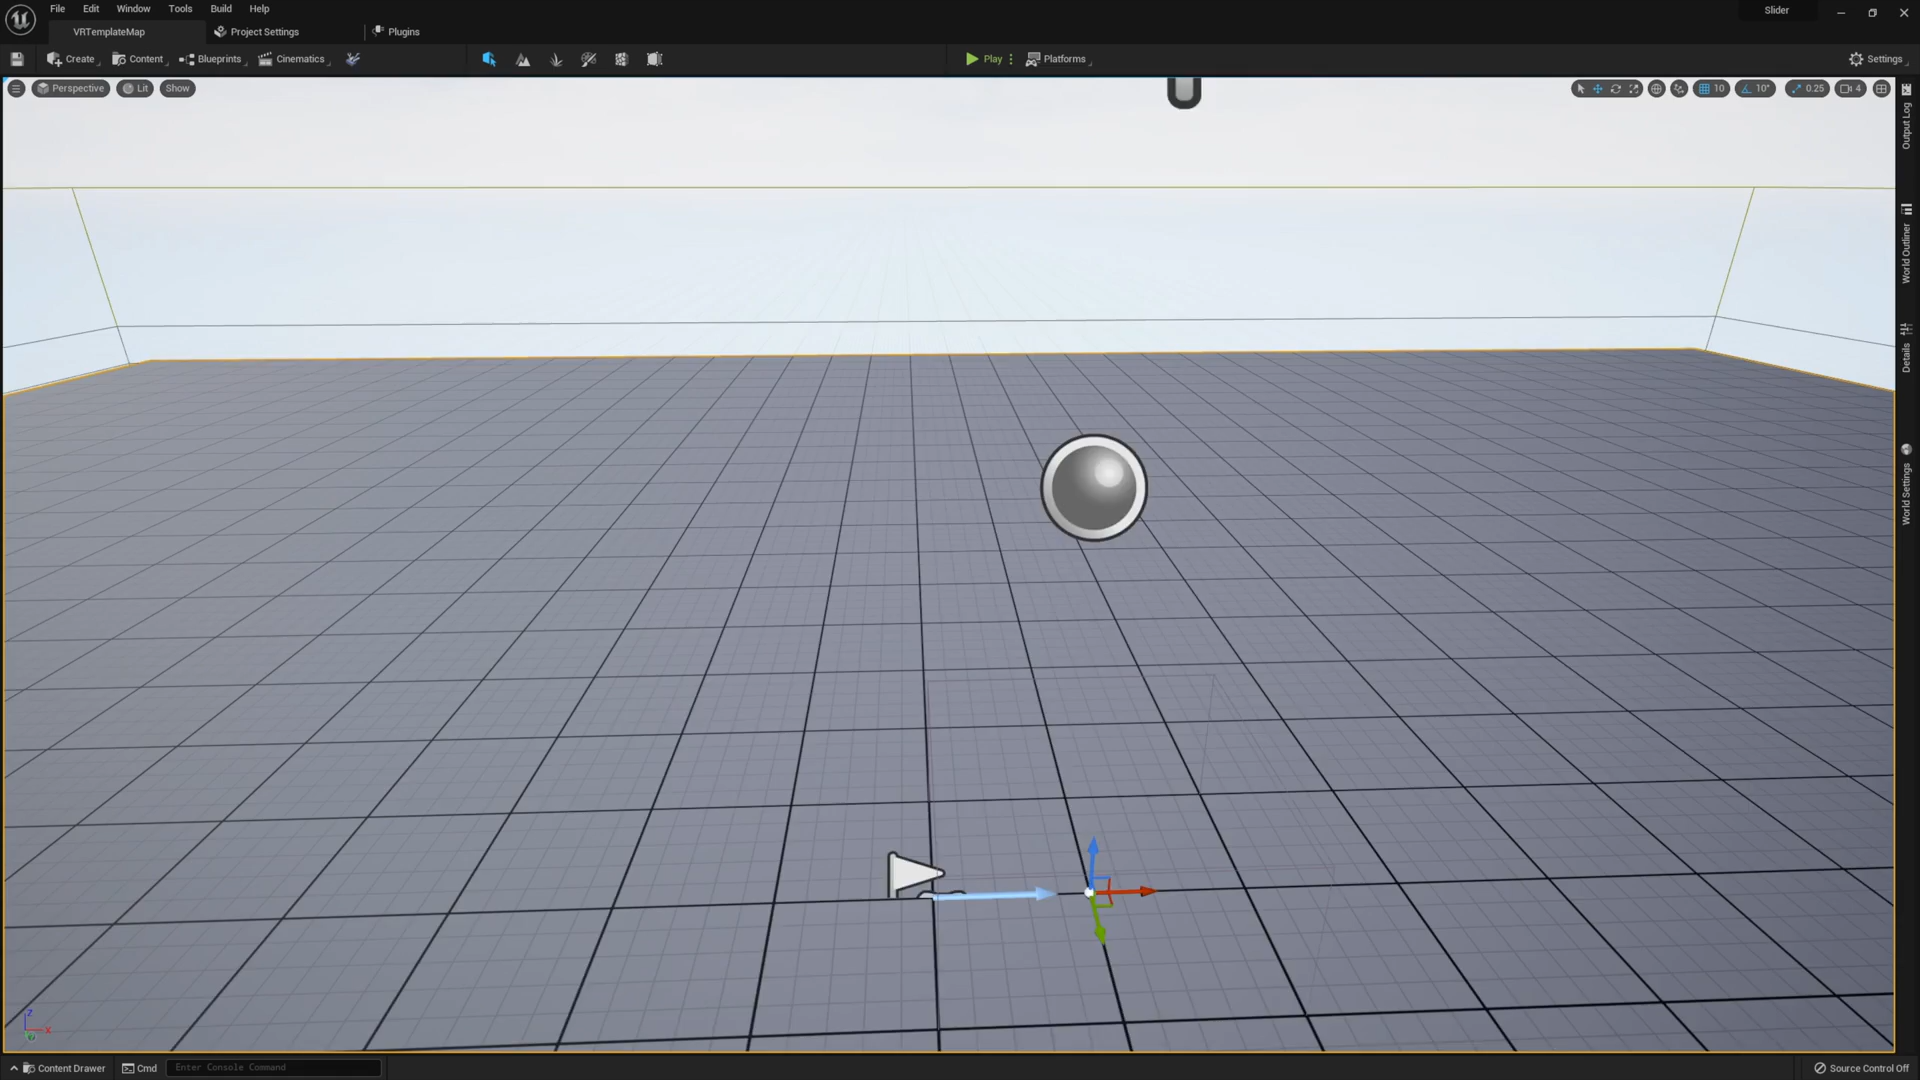 File Edit Window Tools Build Help
Slider
VRTemplateMap Project Settings Plugins
Create Content Blueprints Cinematics Play Platforms Settings
Perspective Lit Show 10 10° 0.25 4
Output Log
World Outliner
Details
World Settings
Z
X
Y
Content Drawer Cmd Enter Console Command Source Control Off